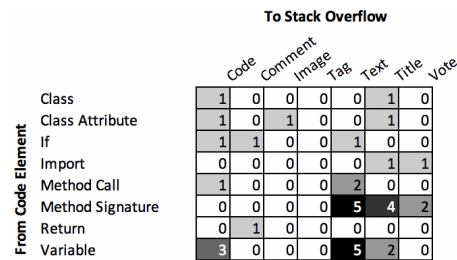 To Stack Overflow
Code Comment Image Tag Text Title Vote
From Code Element
Class 1 0 0 0 0 1 0
Class Attribute 1 0 1 0 0 1 0
If 1 1 0 0 1 0 0
Import 0 0 0 0 0 1 1
Method Call 1 0 0 0 2 0 0
Method Signature 0 0 0 0 5 4 2
Return 0 1 0 0 0 0 0
Variable 3 0 0 0 5 2 0